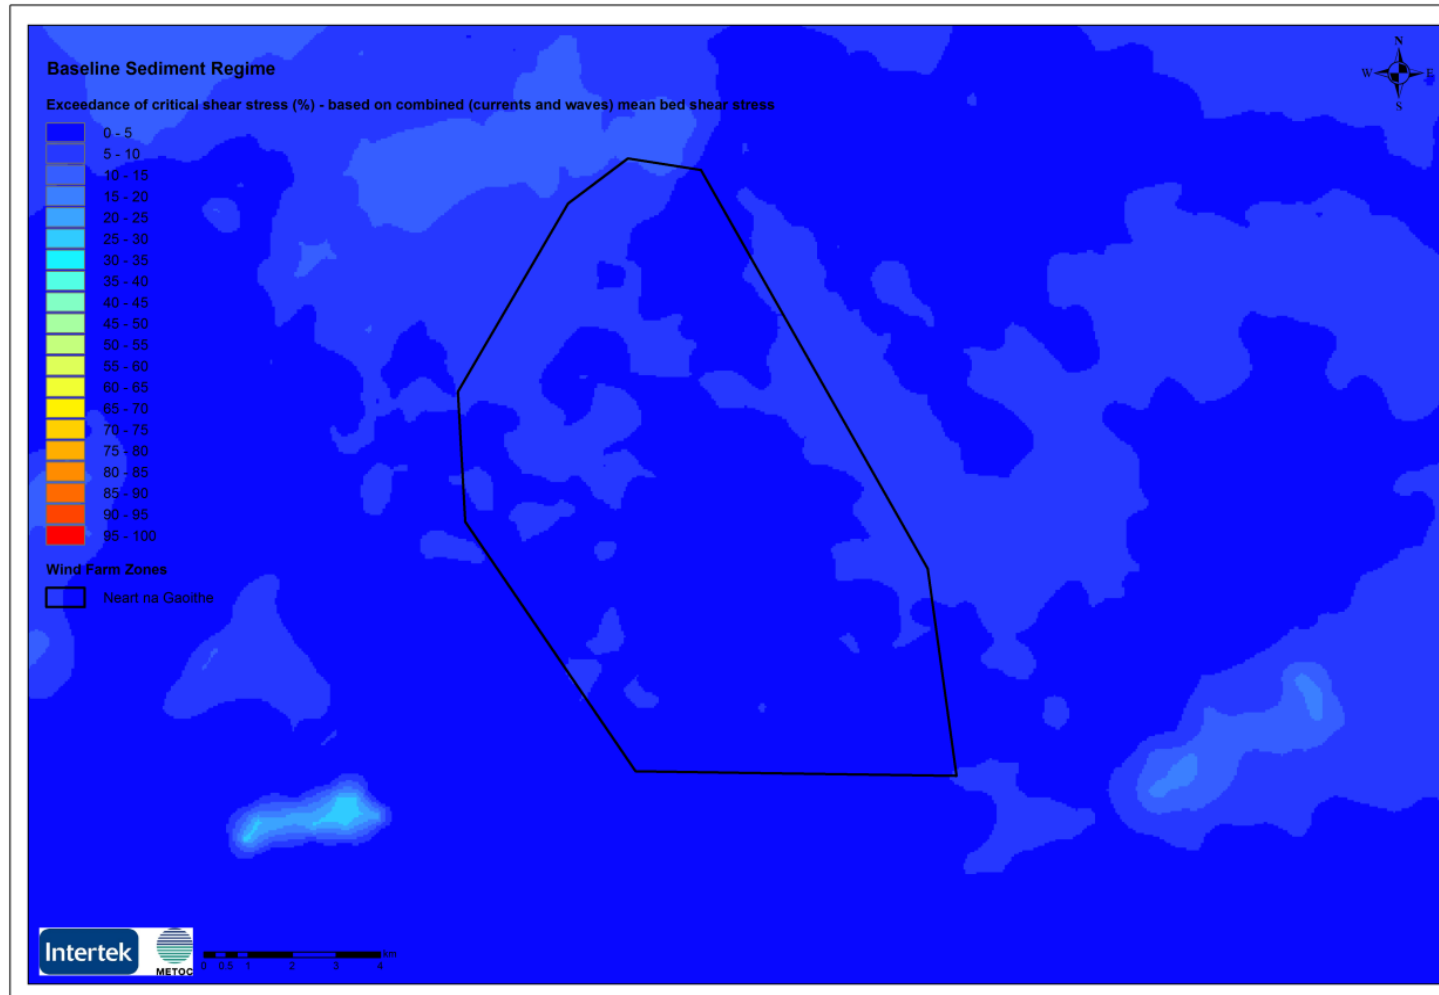 N
W E
S
Baseline Sediment Regime
Exceedance of critical shear stress (%) - based on combined (currents and waves) mean bed shear stress
0 - 5
5 - 10
10 - 15
15 - 20
20 - 25
25 - 30
30 - 35
35 - 40
40 - 45
45 - 50
50 - 55
55 - 60
60 - 65
65 - 70
70 - 75
75 - 80
80 - 85
85 - 90
90 - 95
95 - 100
Wind Farm Zones
Neart na Gaoithe
Intertek
METOC
km
0 0.5 1 2 3 4